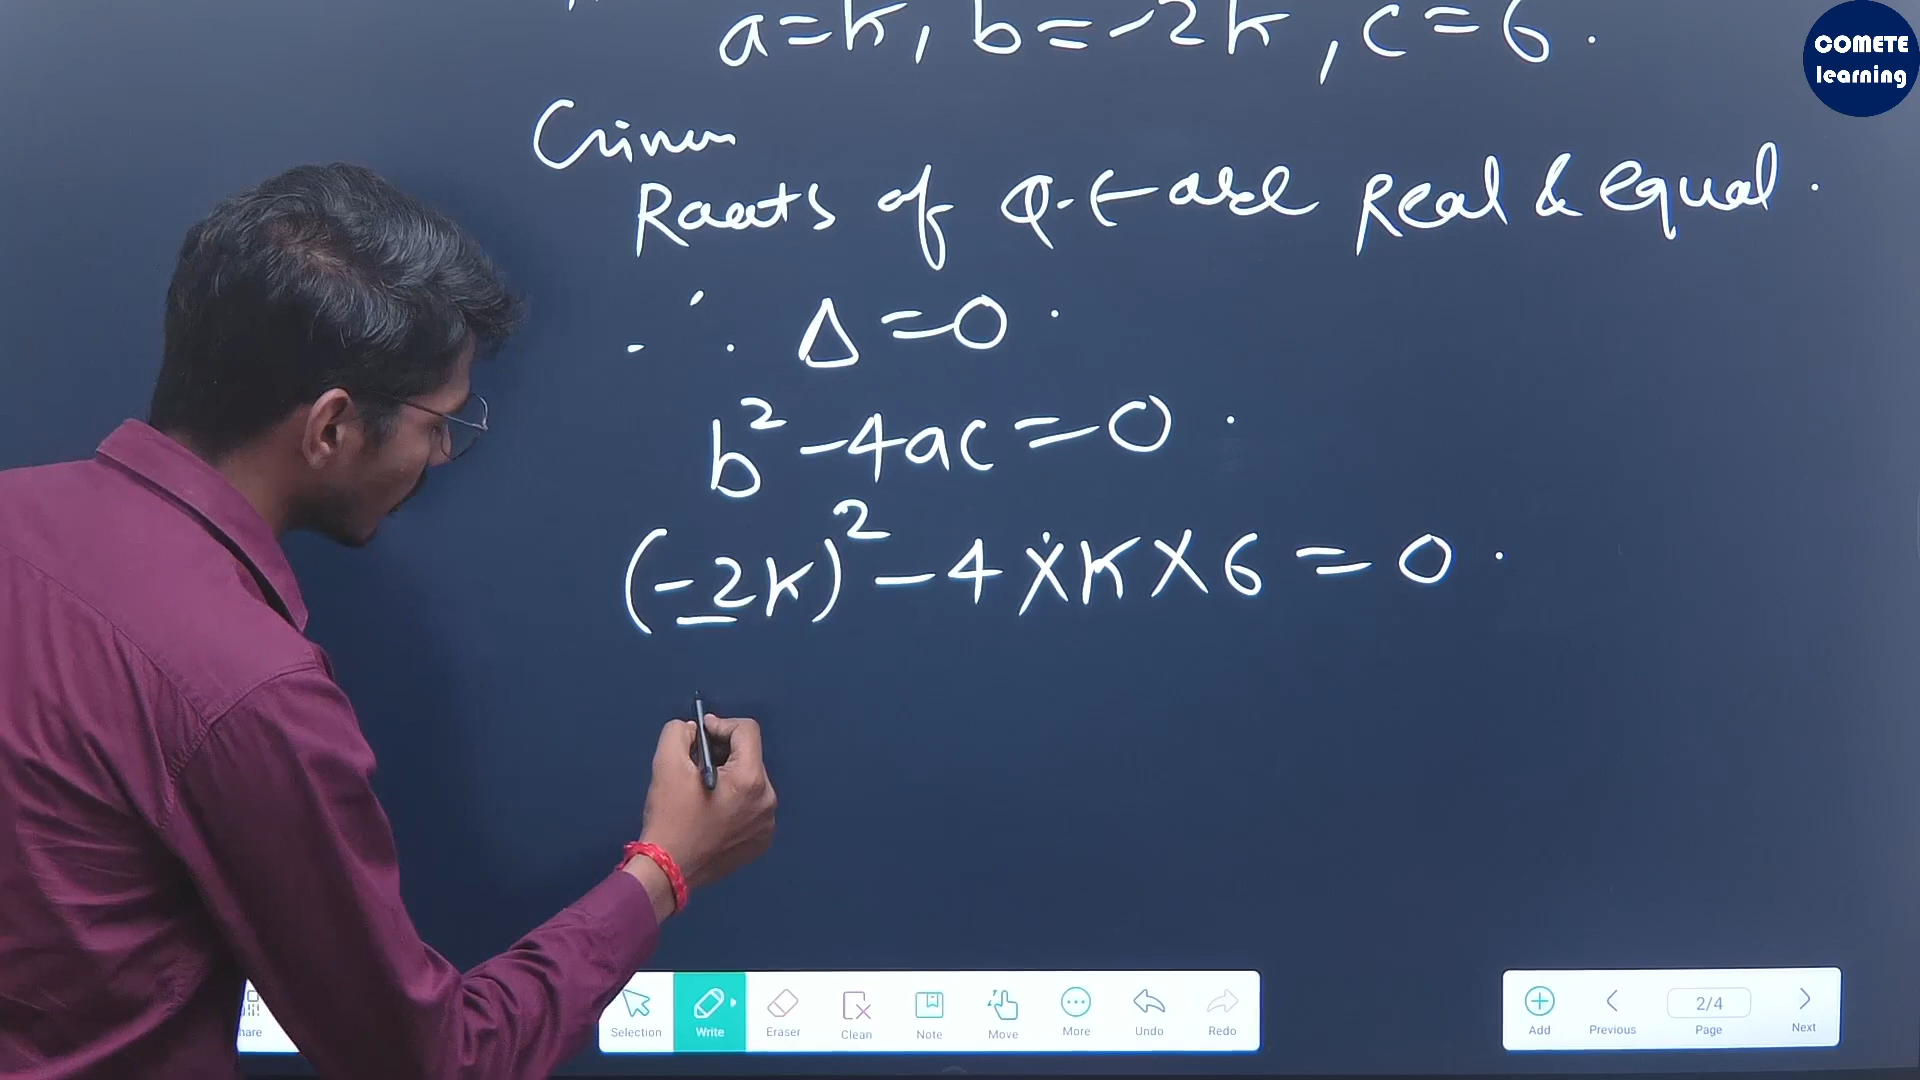 a=k, b=-2k, c=6.
COMETE
learning
Given
Roots of Q.E are Real & equal.
∴ Δ=0.
b²-4ac=0.
(-2k)²-4×k×6=0.
hare
Selection
Write
Eraser
Clean
Note
Move
More
Undo
Redo
Add
Previous
2/4
Page
Next